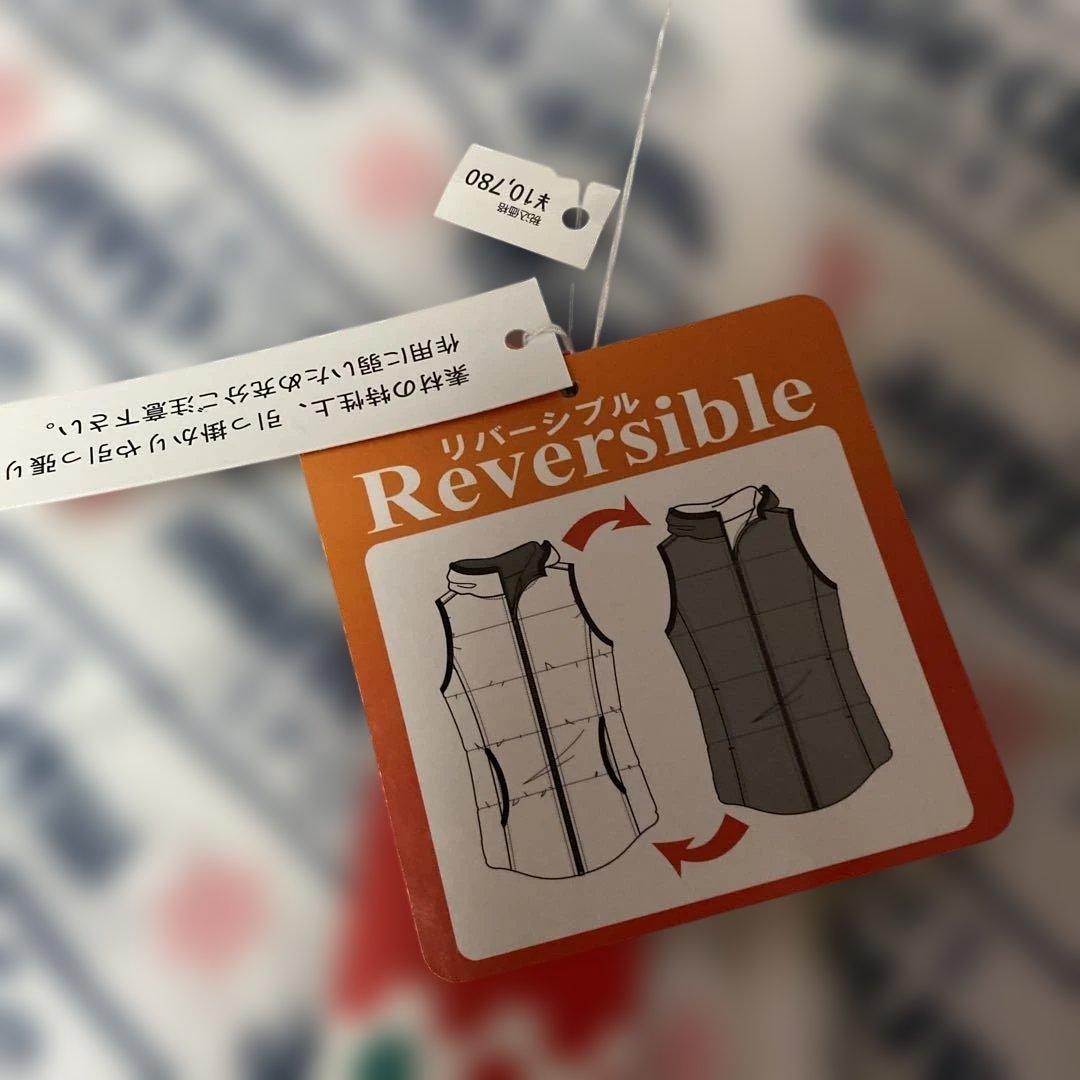 税込価格
¥10,780
素材の特性上、引っ掛かりや引っ張り
作用に弱いため充分ご注意下さい。
リバーシブル
Reversible